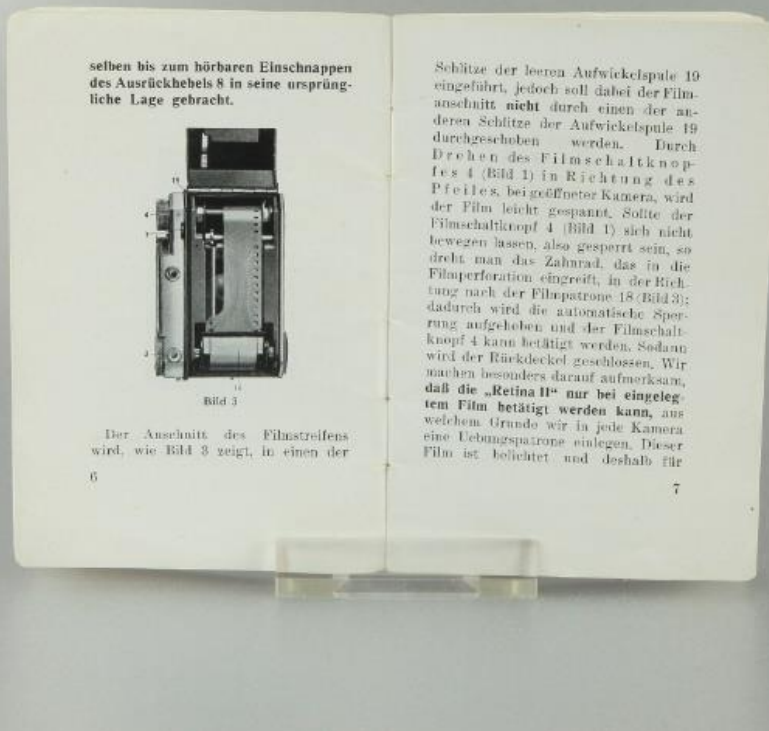 selben bis zum hörbaren Einschnappen
des Ausrückhebels 8 in seine ursprüng-
liche Lage gebracht.
19
4
Bild 3
Der Anschnitt des Filmstreifens
wird, wie Bild 3 zeigt, in einen der
6
Schlitze der leeren Aufwickelspule 19
eingeführt, jedoch soll dabei der Film-
anschnitt nicht durch einen der an-
deren Schlitze der Aufwickelspule 19
durchgeschoben werden. Durch
Drehen des Filmschaltknop-
fes 4 (Bild 1) in Richtung des
Pfeiles, bei geöffneter Kamera, wird
der Film leicht gespannt. Sollte der
Filmschaltknopf 4 (Bild 1) sich nicht
bewegen lassen, also gesperrt sein, so
dreht man das Zahnrad, das in die
Filmperforation eingreift, in der Rich-
tung nach der Filmpatrone 18 (Bild 3);
dadurch wird die automatische Sper-
rung aufgehoben und der Filmschalt-
knopf 4 kann betätigt werden. Sodann
wird der Rückdeckel geschlossen. Wir
machen besonders darauf aufmerksam,
daß die „Retina II“ nur bei eingeleg-
tem Film betätigt werden kann, aus
welchem Grunde wir in jede Kamera
eine Uebungspatrone einlegen. Dieser
Film ist belichtet und deshalb für
7